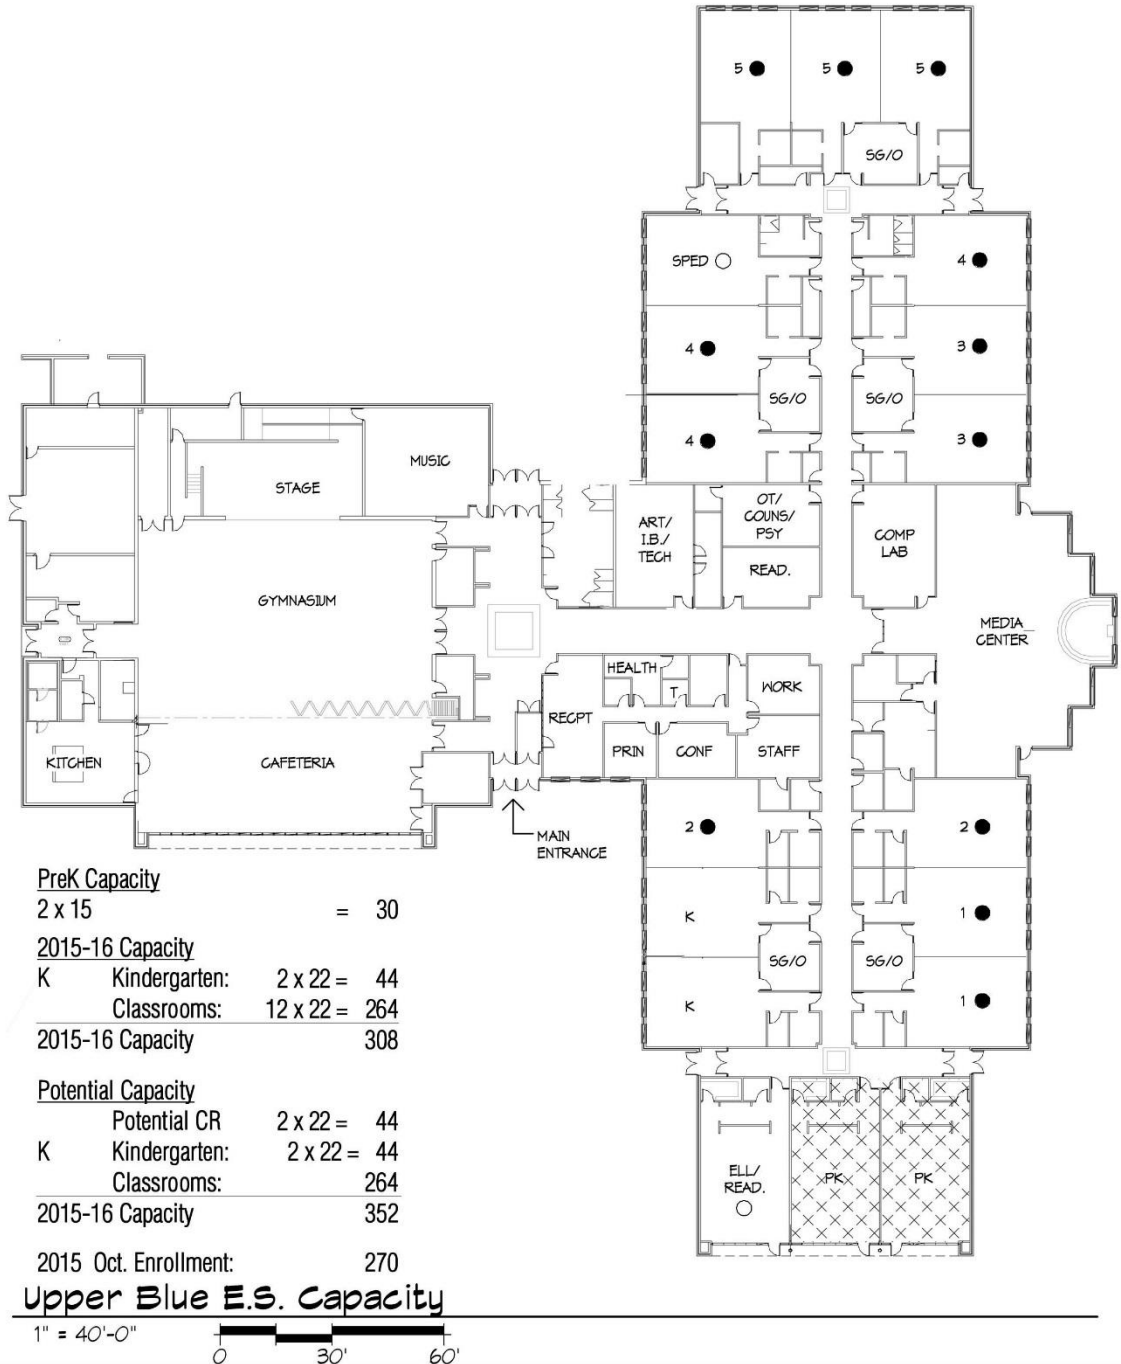 5 5 5
SG/O
SPED 4
4 3
SG/O SG/O
4 3
MUSIC
STAGE
OT/
COUNS/
PSY
ART/
I.B./
TECH
COMP
LAB
READ.
GYMNASIUM
MEDIA
CENTER
HEALTH
T
WORK
RECPT
PRIN CONF STAFF
KITCHEN
CAFETERIA
MAIN
ENTRANCE
2 2
K 1
SG/O SG/O
K 1
ELL/
READ.
PK PK
PreK Capacity
2 x 15 = 30
2015-16 Capacity
K Kindergarten: 2 x 22 = 44
Classrooms: 12 x 22 = 264
2015-16 Capacity 308
Potential Capacity
Potential CR 2 x 22 = 44
K Kindergarten: 2 x 22 = 44
Classrooms: 264
2015-16 Capacity 352
2015 Oct. Enrollment: 270
Upper Blue E.S. Capacity
1" = 40'-0"
0 30' 60'